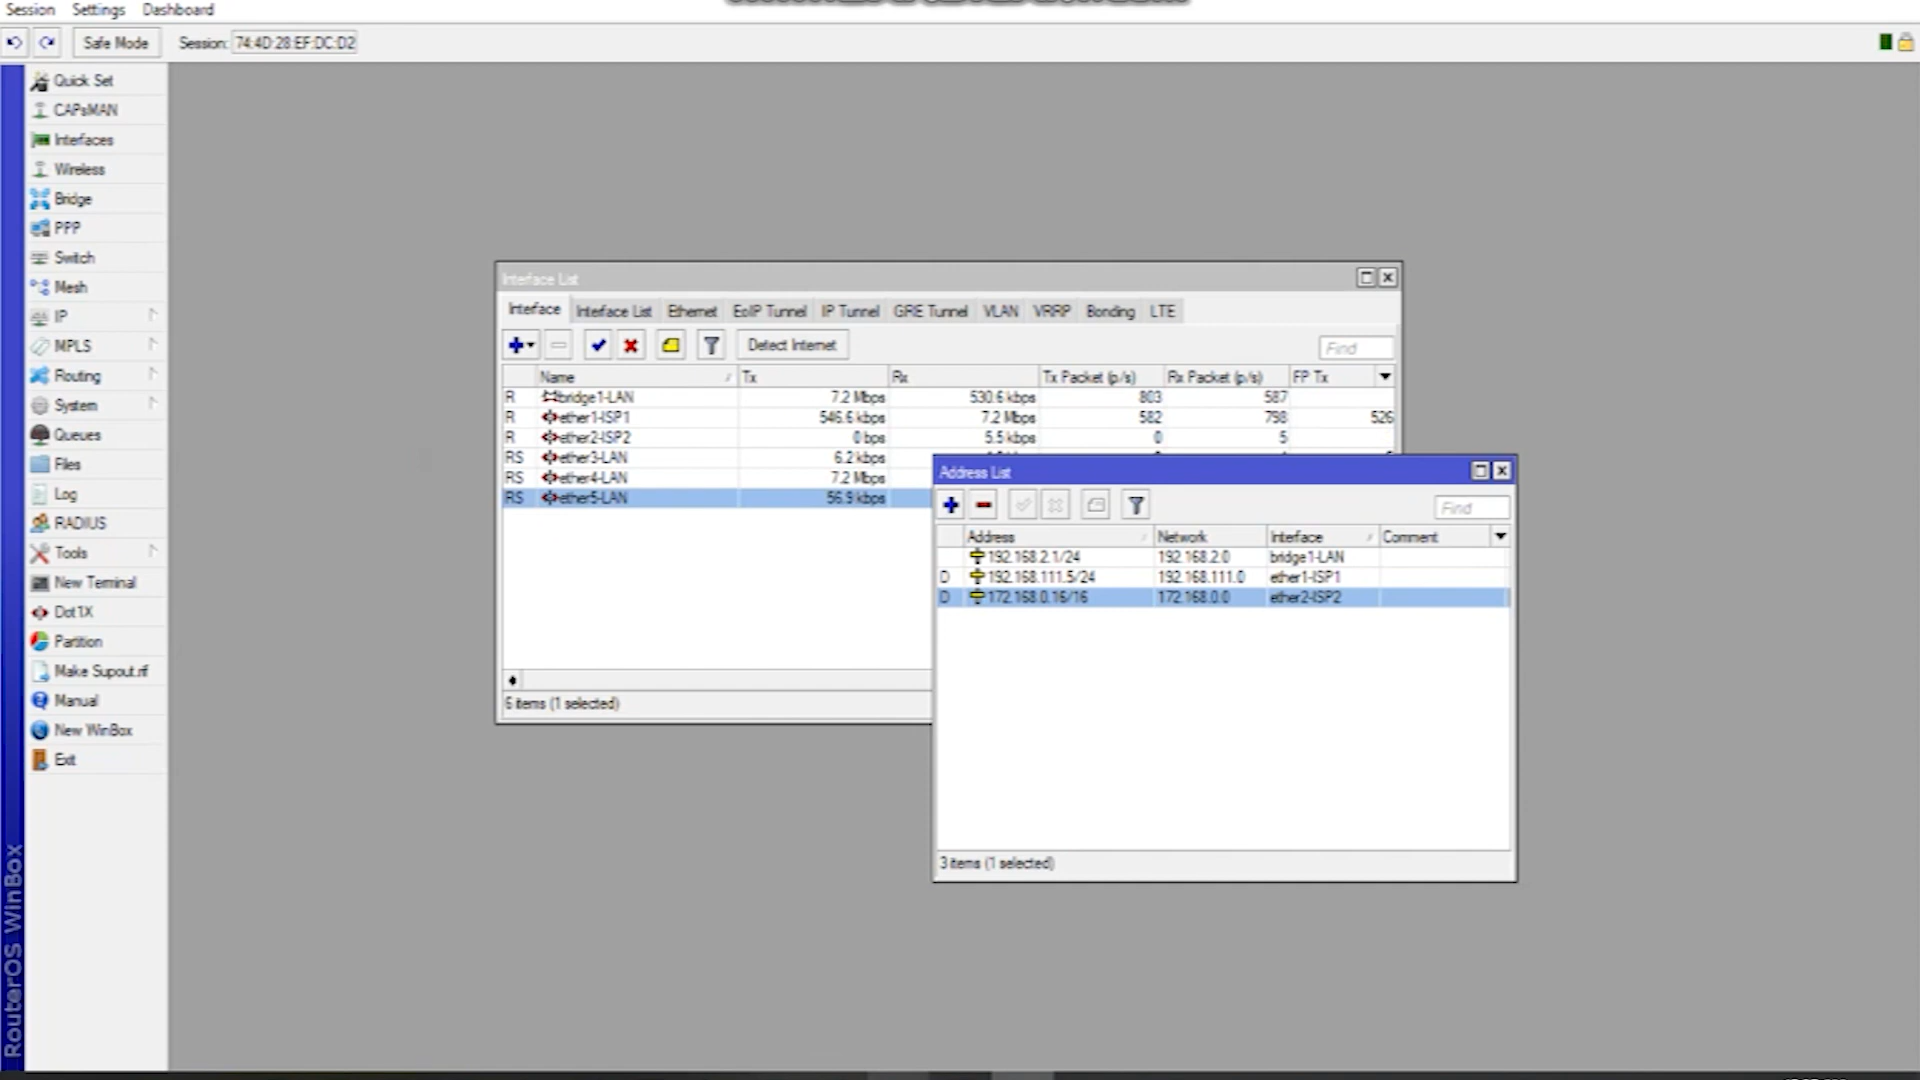 Session Settings Dashboard
Safe Mode Session: 74:4D:28:EF:DC:D2
Quick Set
CAPsMAN
Interfaces
Wireless
Bridge
PPP
Switch
Mesh
IP
MPLS
Routing
System
Queues
Files
Log
RADIUS
Tools
New Terminal
Dot1X
Partition
Make Supout.rif
Manual
New WinBox
Exit
RouterOS WinBox
Interface List
Interface Interface List Ethernet EoIP Tunnel IP Tunnel GRE Tunnel VLAN VRRP Bonding LTE
Detect Internet Find
Name Tx Rx Tx Packet (p/s) Rx Packet (p/s) FP Tx
R bridge1-LAN 7.2 Mbps 530.6 kbps 803 587
R ether1-ISP1 546.6 kbps 7.2 Mbps 582 798 526
R ether2-ISP2 0 bps 5.5 kbps 0 5
RS ether3-LAN 6.2 kbps
RS ether4-LAN 7.2 Mbps
RS ether5-LAN 56.9 kbps
6 items (1 selected)
Address List
Find
Address Network Interface Comment
192.168.2.1/24 192.168.2.0 bridge1-LAN
D 192.168.111.5/24 192.168.111.0 ether1-ISP1
D 172.168.0.16/16 172.168.0.0 ether2-ISP2
3 items (1 selected)